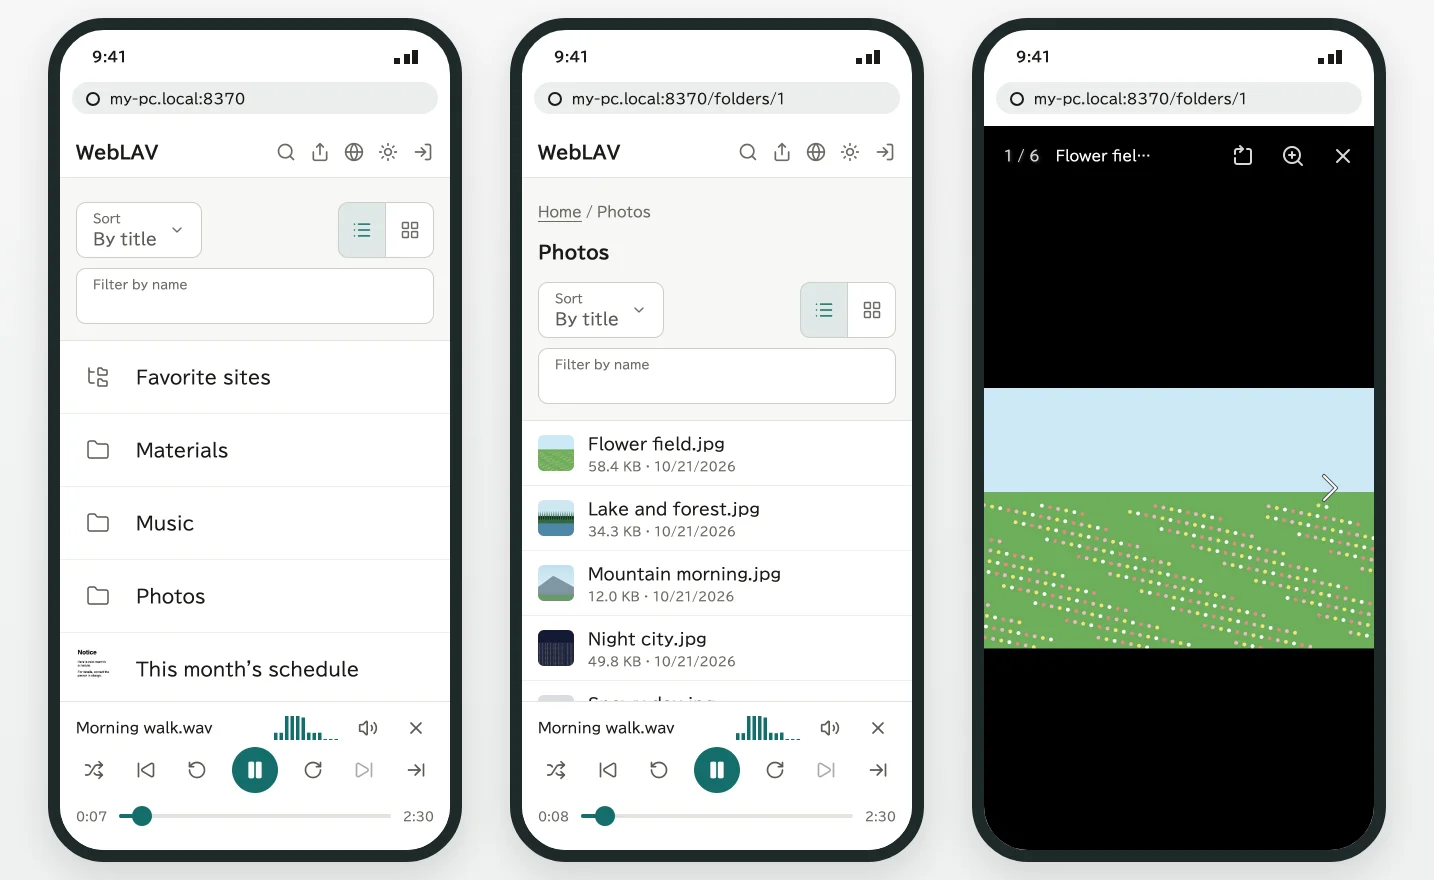 9:41
my-pc.local:8370
WebLAV
Sort
By title
Filter by name
Favorite sites
Materials
Music
Photos
Notice
This month's schedule
Morning walk.wav
0:07
2:30
9:41
my-pc.local:8370/folders/1
WebLAV
Home / Photos
Photos
Sort
By title
Filter by name
Flower field.jpg
58.4 KB · 10/21/2026
Lake and forest.jpg
34.3 KB · 10/21/2026
Mountain morning.jpg
12.0 KB · 10/21/2026
Night city.jpg
49.8 KB · 10/21/2026
Morning walk.wav
0:08
2:30
9:41
my-pc.local:8370/folders/1
1 / 6 Flower fiel···